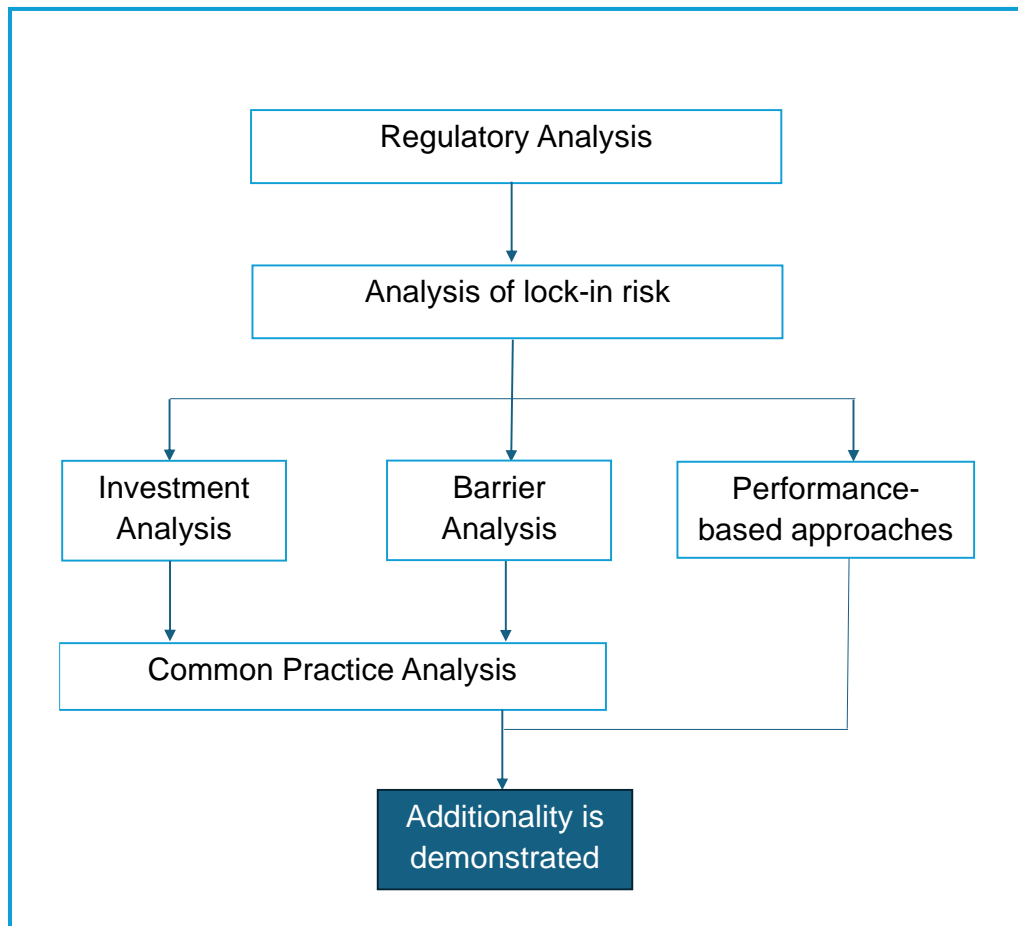 Regulatory Analysis
Analysis of lock-in risk
Investment
Analysis
Barrier
Analysis
Performance-
based approaches
Common Practice Analysis
Additionality is
demonstrated